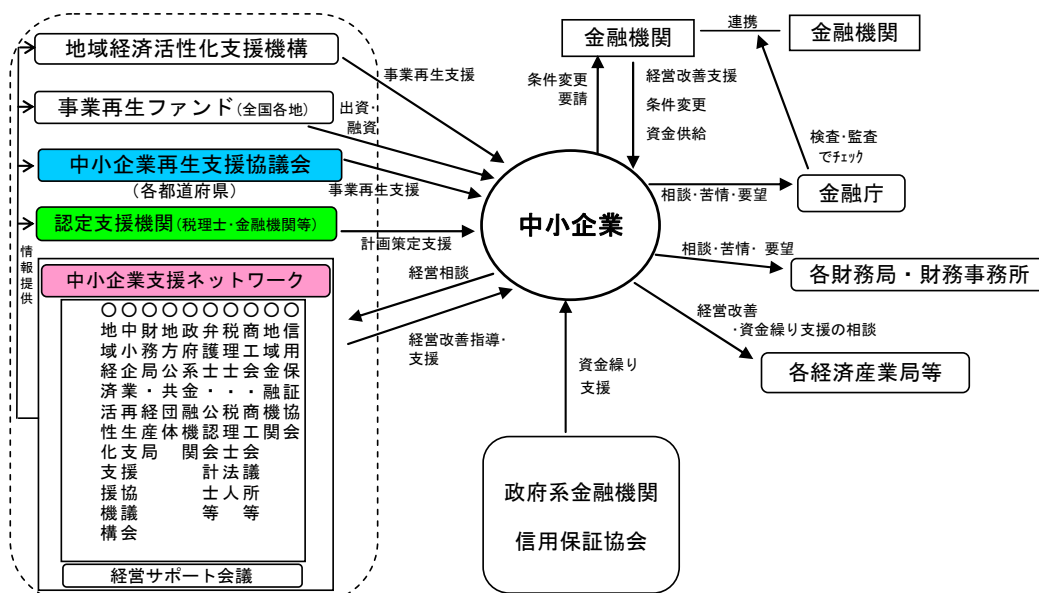 地域経済活性化支援機構
事業再生ファンド(全国各地)
中小企業再生支援協議会
(各都道府県)
認定支援機関(税理士・金融機関等)
情報提供
中小企業支援ネットワーク
○信用保証協会
○地域金融機関
○商工会・商工会議所等
○税理士・税理士法人
○弁護士・公認会計士等
○政府系金融機関
○地方公共団体
○財務局・経産局
○中小企業再生支援協議会
○地域経済活性化支援機構
経営サポート会議
事業再生支援
出資・
融資
事業再生支援
計画策定支援
経営相談
経営改善指導・
支援
中小企業
金融機関
連携
金融機関
条件変更
要請
経営改善支援
条件変更
資金供給
検査・監査
でチェック
相談・苦情・要望
金融庁
相談・苦情・要望
各財務局・財務事務所
経営改善
・資金繰り支援の相談
各経済産業局等
資金繰り
支援
政府系金融機関
信用保証協会